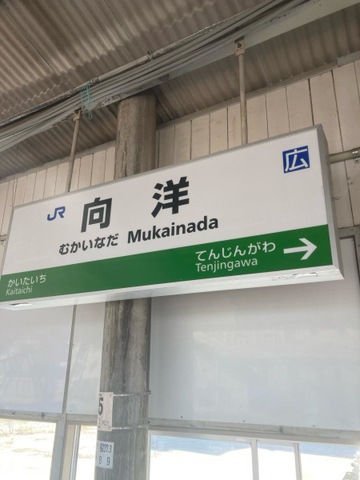 広
JR 向洋
むかいなだ Mukainada
かいたいち
Kaitaichi
てんじんがわ
Tenjingawa
5